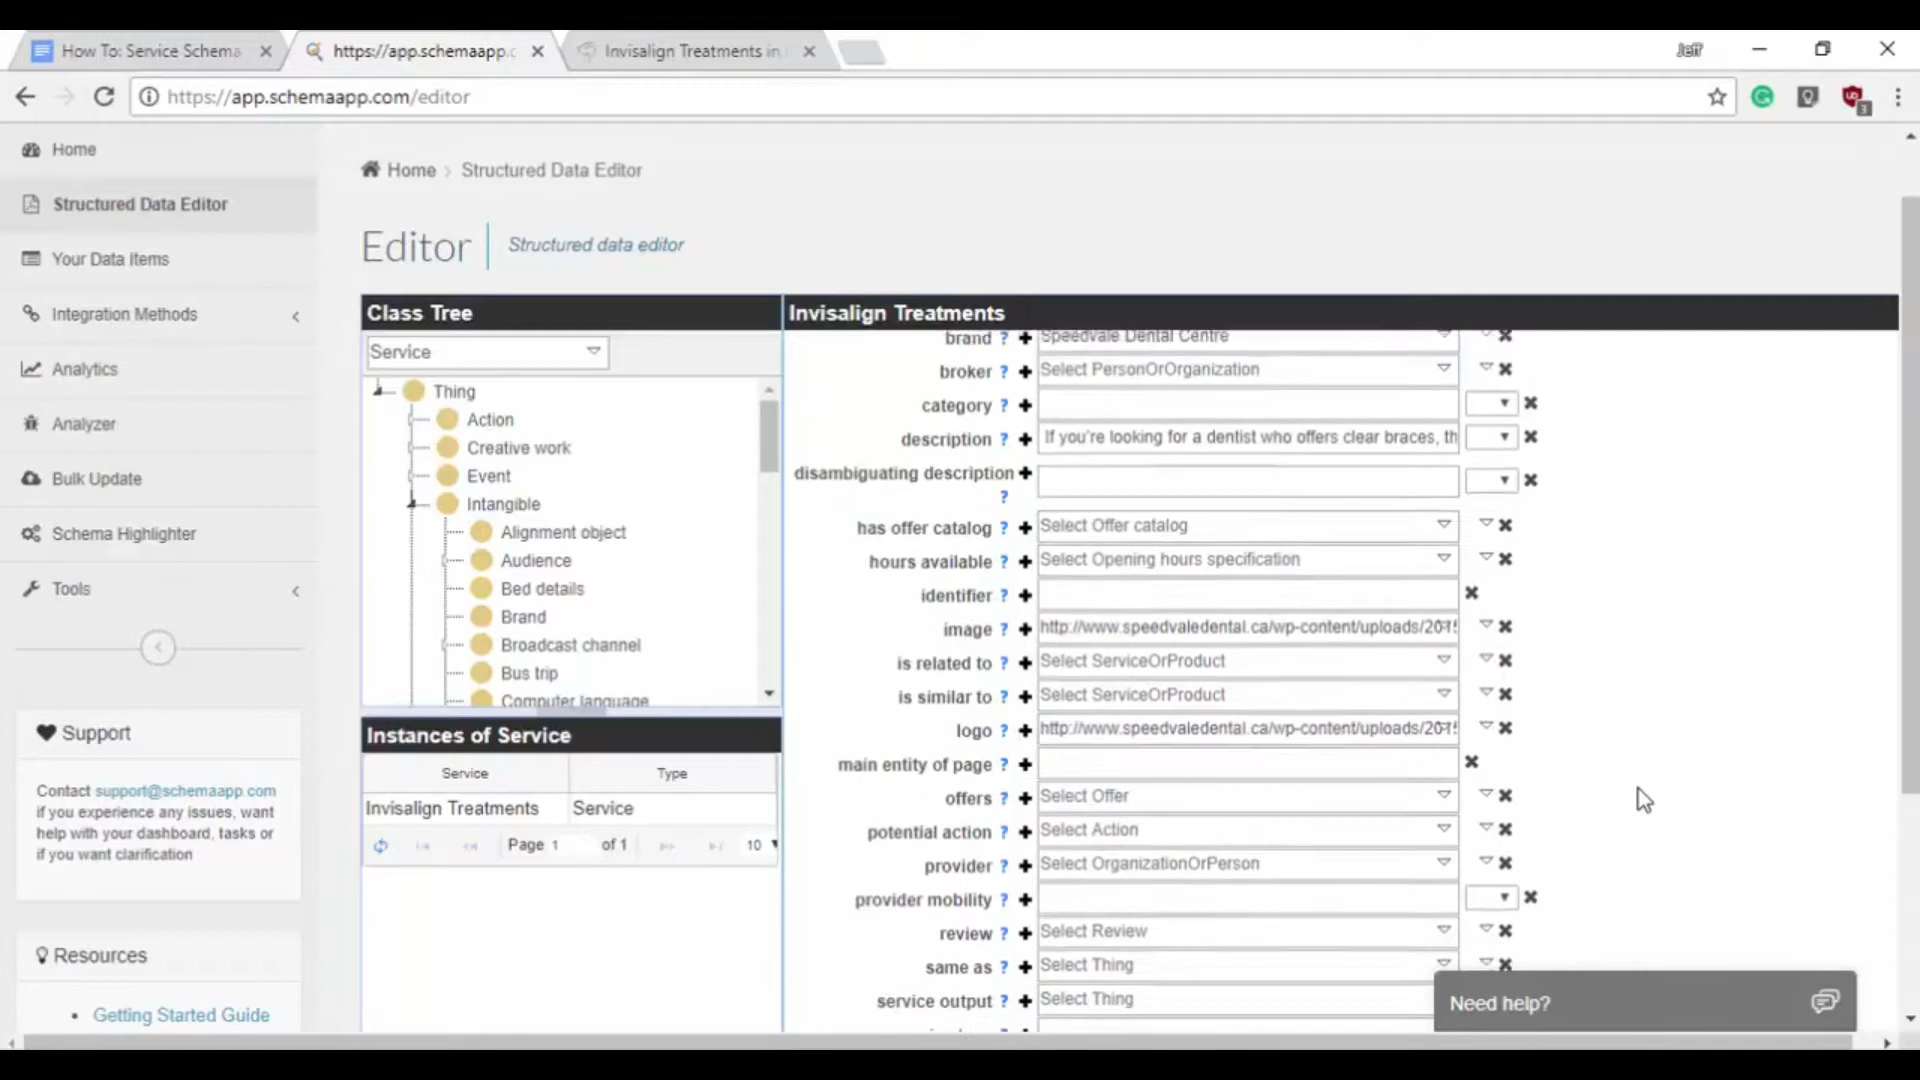 How To: Service Schema
https://app.schemaapp.c
Invisalign Treatments in
Jeff
https://app.schemaapp.com/editor
3
Home
Structured Data Editor
Your Data Items
Integration Methods
Analytics
Analyzer
Bulk Update
Schema Highlighter
Tools
Support
Contact support@schemaapp.com
if you experience any issues, want
help with your dashboard, tasks or
if you want clarification
Resources
Getting Started Guide
Home > Structured Data Editor
Editor
Structured data editor
Class Tree
Service
Thing
Action
Creative work
Event
Intangible
Alignment object
Audience
Bed details
Brand
Broadcast channel
Bus trip
Computer language
Instances of Service
Service Type
Invisalign Treatments Service
Page 1 of 1 10
Invisalign Treatments
brand ? Speedvale Dental Centre
broker ? Select PersonOrOrganization
category ?
description ? If you're looking for a dentist who offers clear braces, th
disambiguating description
?
has offer catalog ? Select Offer catalog
hours available ? Select Opening hours specification
identifier ?
image ? http://www.speedvaledental.ca/wp-content/uploads/2015
is related to ? Select ServiceOrProduct
is similar to ? Select ServiceOrProduct
logo ? http://www.speedvaledental.ca/wp-content/uploads/2015
main entity of page ?
offers ? Select Offer
potential action ? Select Action
provider ? Select OrganizationOrPerson
provider mobility ?
review ? Select Review
same as ? Select Thing
service output ? Select Thing
Need help?